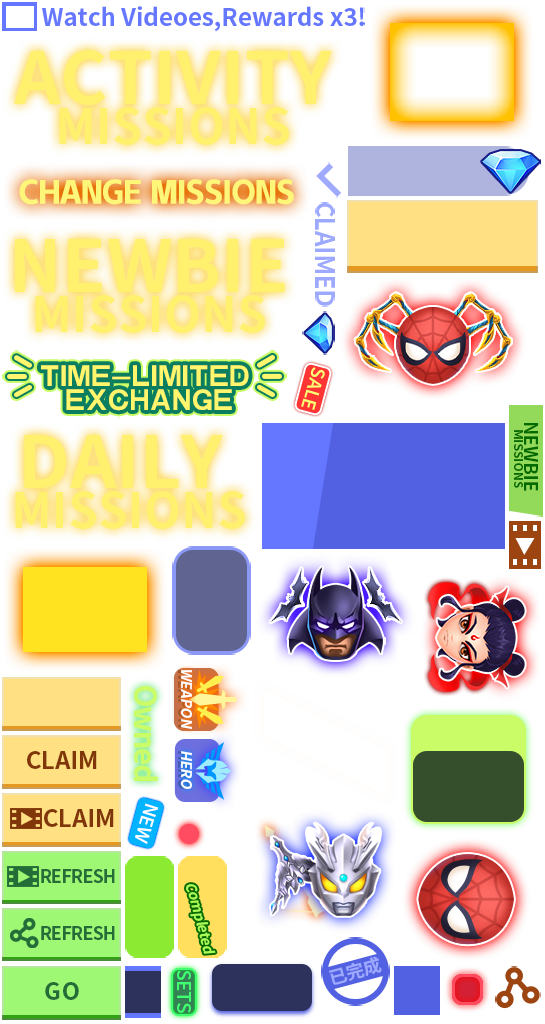 Watch Videoes,Rewards x3!
ACTIVITY
MISSIONS
CHANGE MISSIONS
CLAIMED
NEWBIE
MISSIONS
TIME-LIMITED
EXCHANGE
SALE
DAILY
MISSIONS
NEWBIE
MISSIONS
Owned
WEAPON
HERO
CLAIM
CLAIM
NEW
REFRESH
REFRESH
completed
GO
SETS
已完成